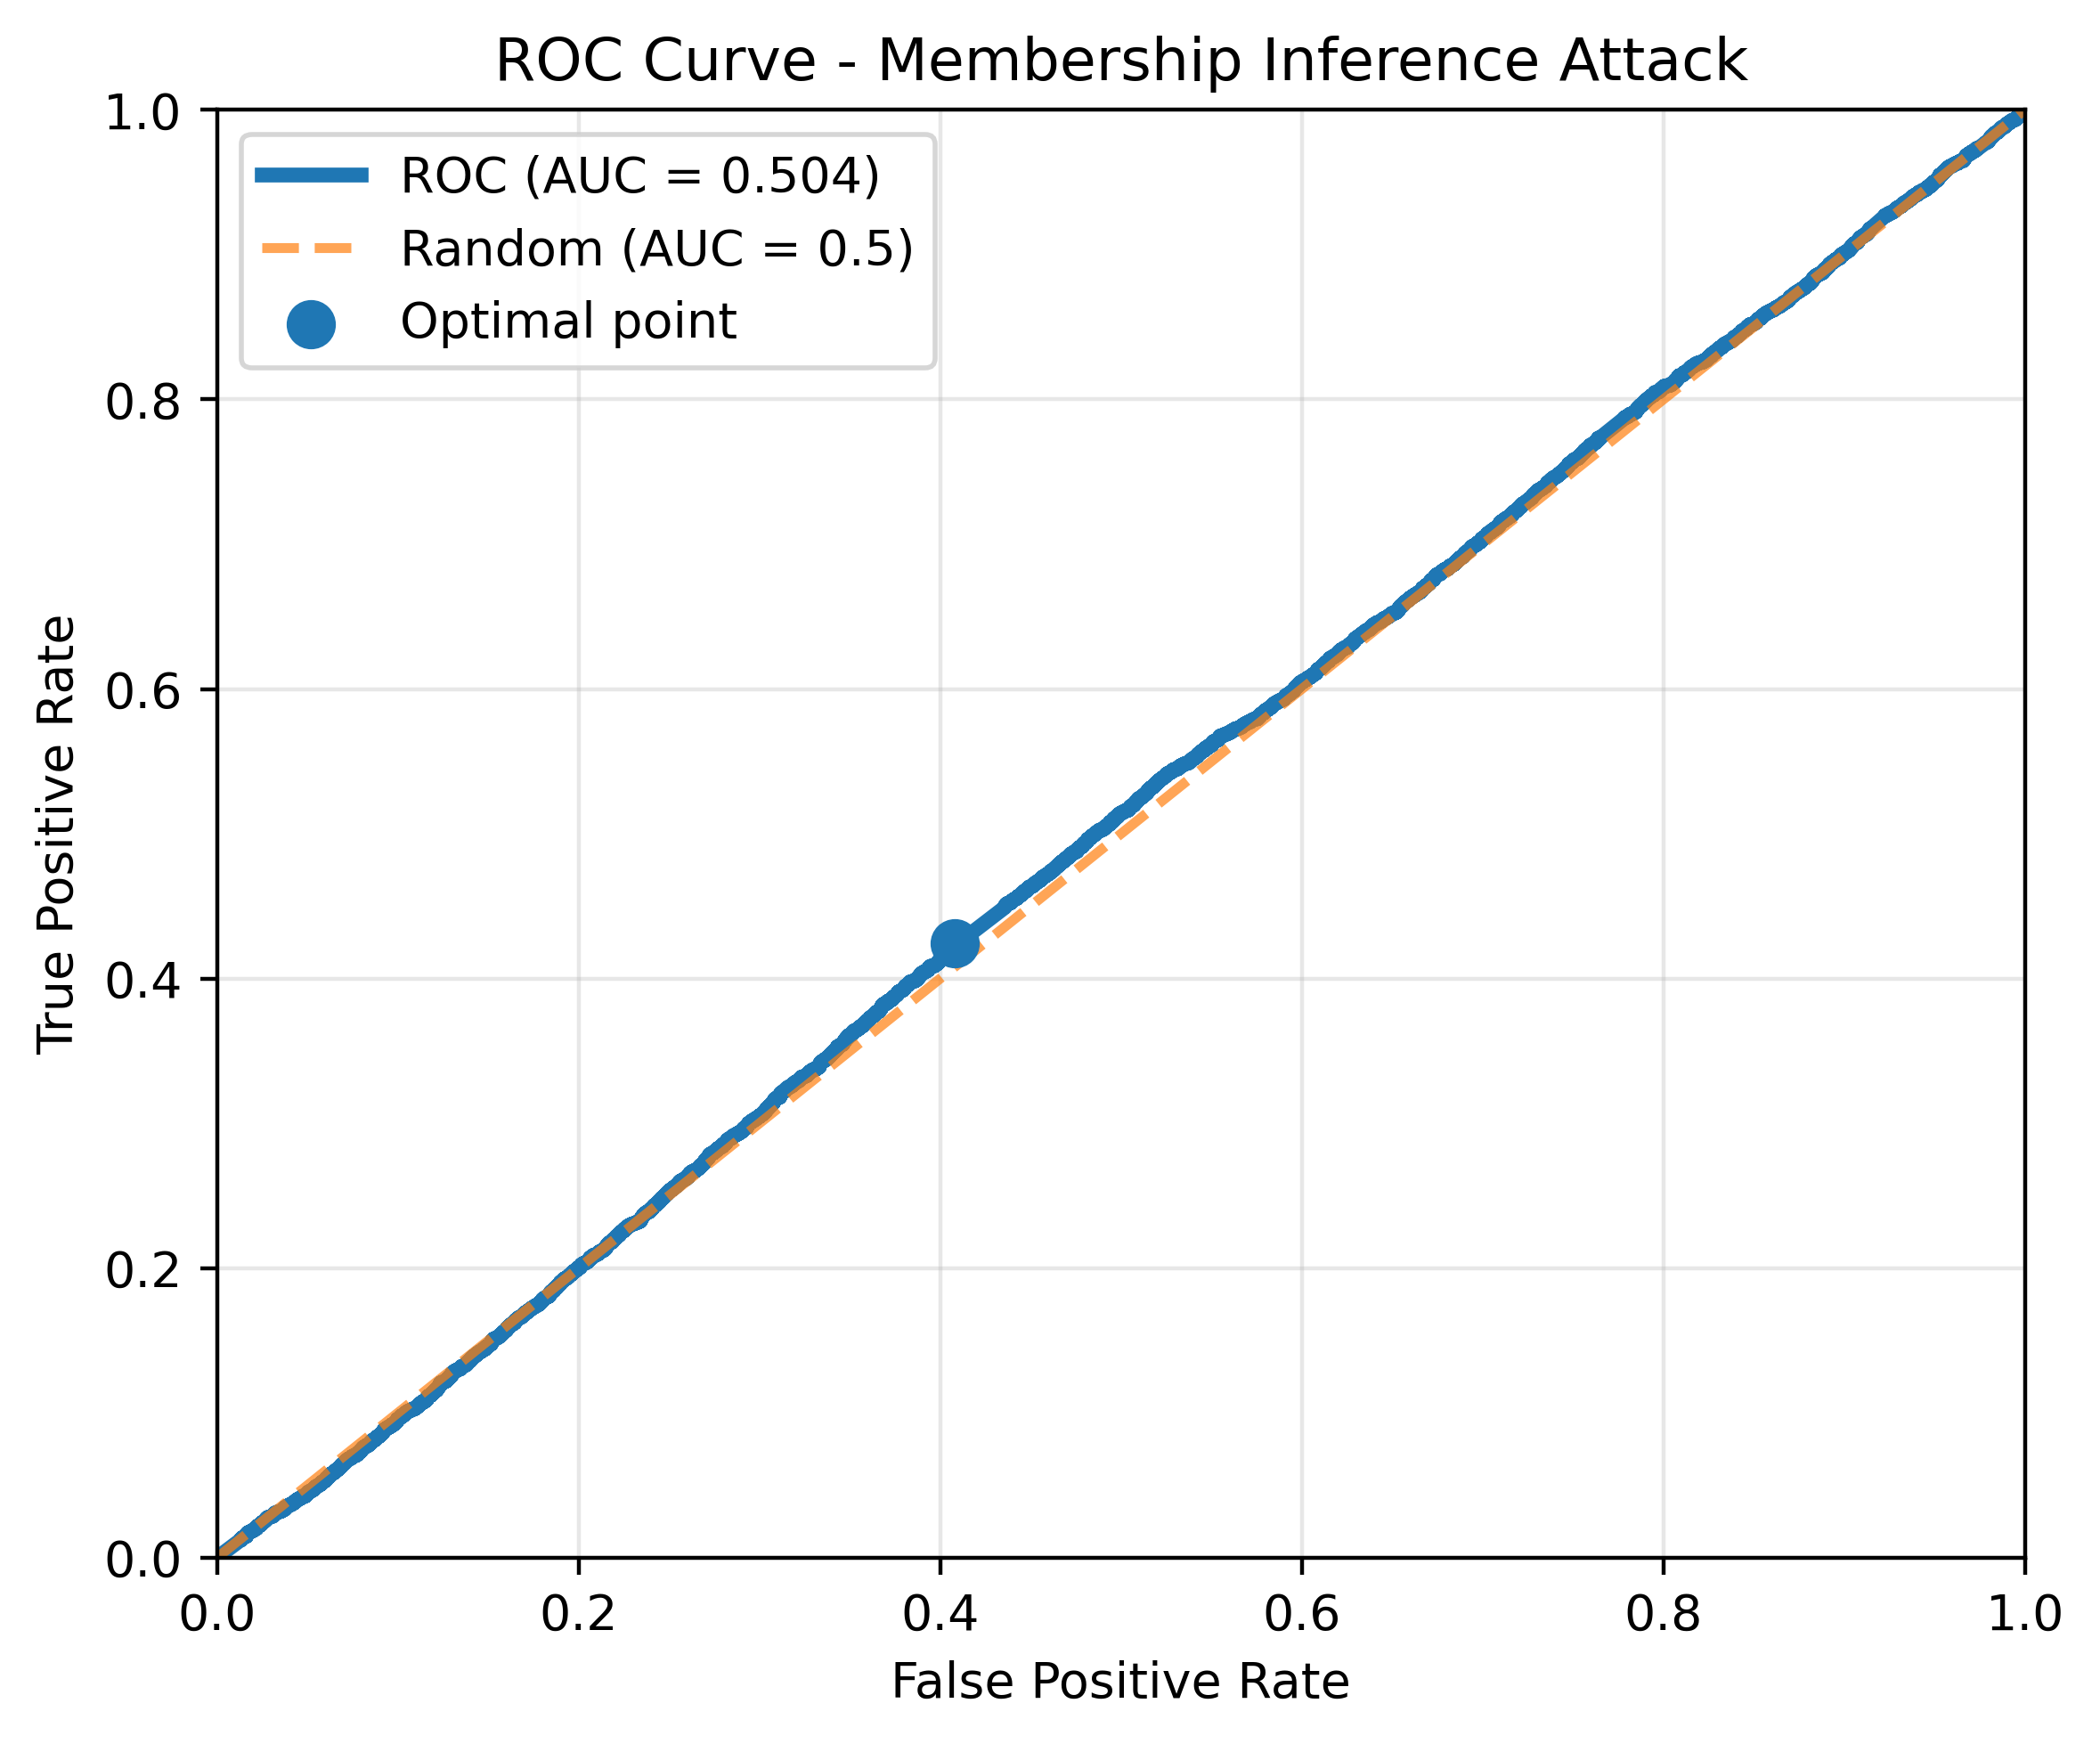 ROC Curve - Membership Inference Attack
ROC (AUC = 0.504)
Random (AUC = 0.5)
Optimal point
True Positive Rate
1.0
0.8
0.6
0.4
0.2
0.0
0.0 0.2 0.4 0.6 0.8 1.0
False Positive Rate